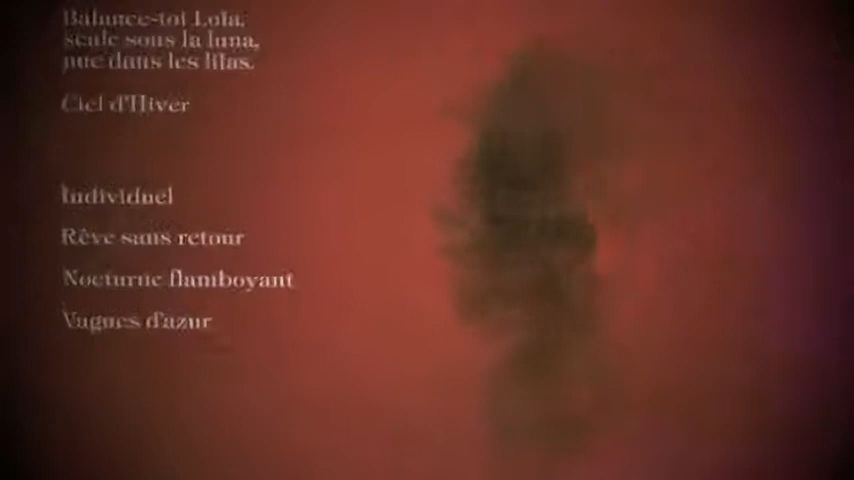 Balance-toi Lola,
seule sous la luna,
nue dans les lilas.
Ciel d'Hiver
Individuel
Rêve sans retour
Nocturne flamboyant
Vagues d'azur